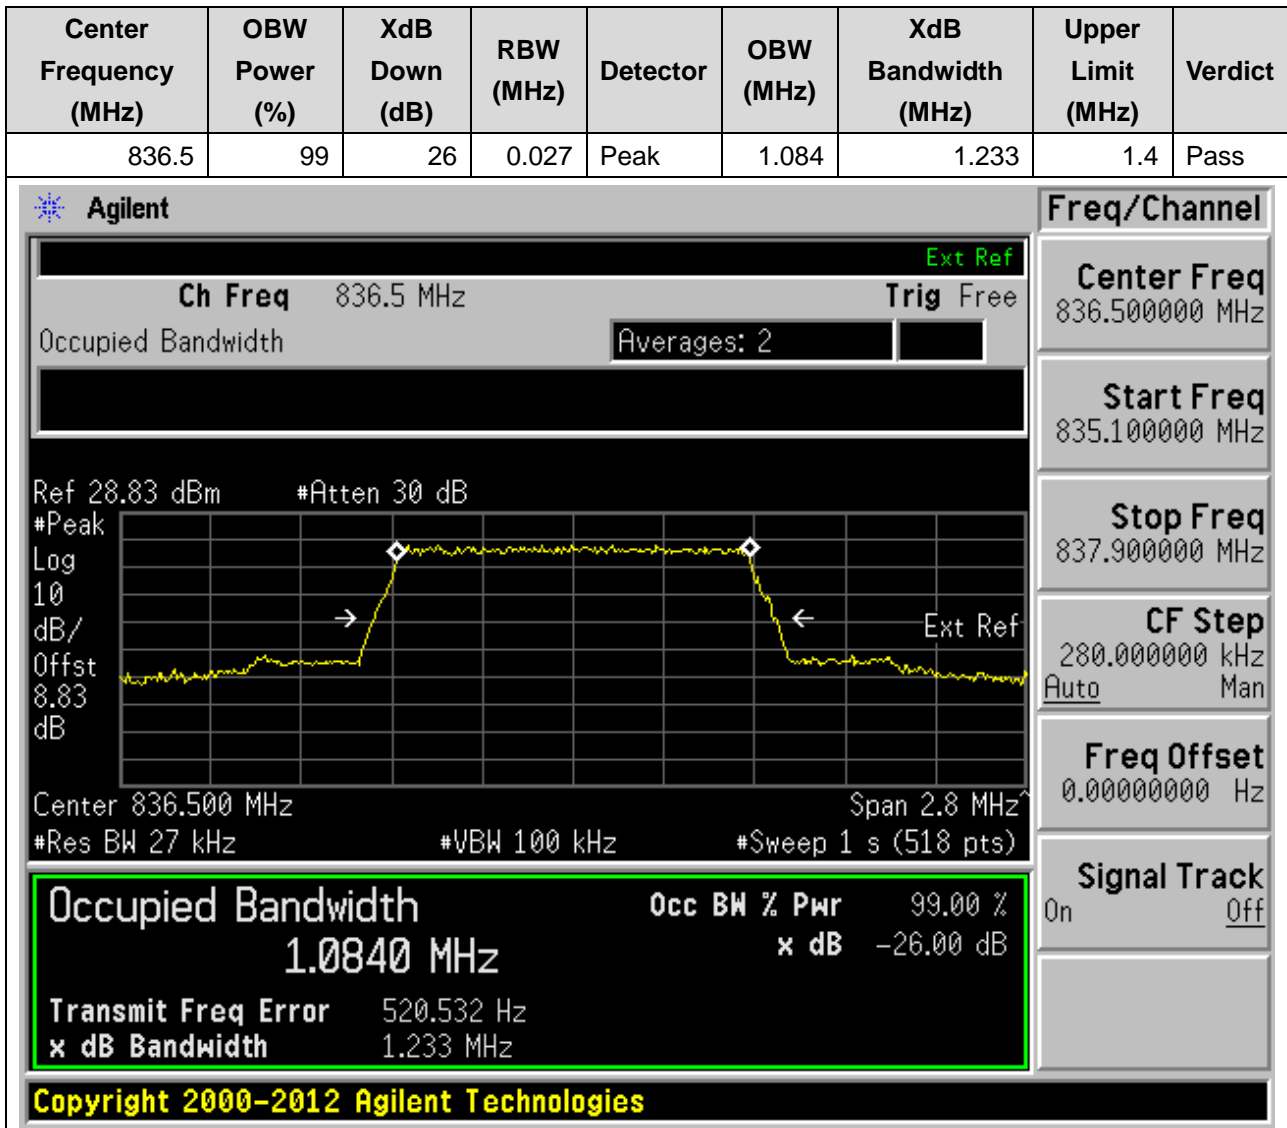 Center Frequency (MHz) OBW Power (%) XdB Down (dB) RBW (MHz) Detector OBW (MHz) XdB Bandwidth (MHz) Upper Limit (MHz) Verdict
836.5 99 26 0.027 Peak 1.084 1.233 1.4 Pass
Agilent
Ext Ref
Ch Freq 836.5 MHz Trig Free
Occupied Bandwidth Averages: 2
Ref 28.83 dBm #Atten 30 dB
#Peak
Log
10
dB/
Offst
8.83
dB
Ext Ref
Center 836.500 MHz Span 2.8 MHz^
#Res BW 27 kHz #VBW 100 kHz #Sweep 1 s (518 pts)
Occupied Bandwidth Occ BW % Pwr 99.00 %
1.0840 MHz x dB -26.00 dB
Transmit Freq Error 520.532 Hz
x dB Bandwidth 1.233 MHz
Copyright 2000-2012 Agilent Technologies
Freq/Channel
Center Freq
836.500000 MHz
Start Freq
835.100000 MHz
Stop Freq
837.900000 MHz
CF Step
280.000000 kHz
Auto Man
Freq Offset
0.00000000 Hz
Signal Track
On Off